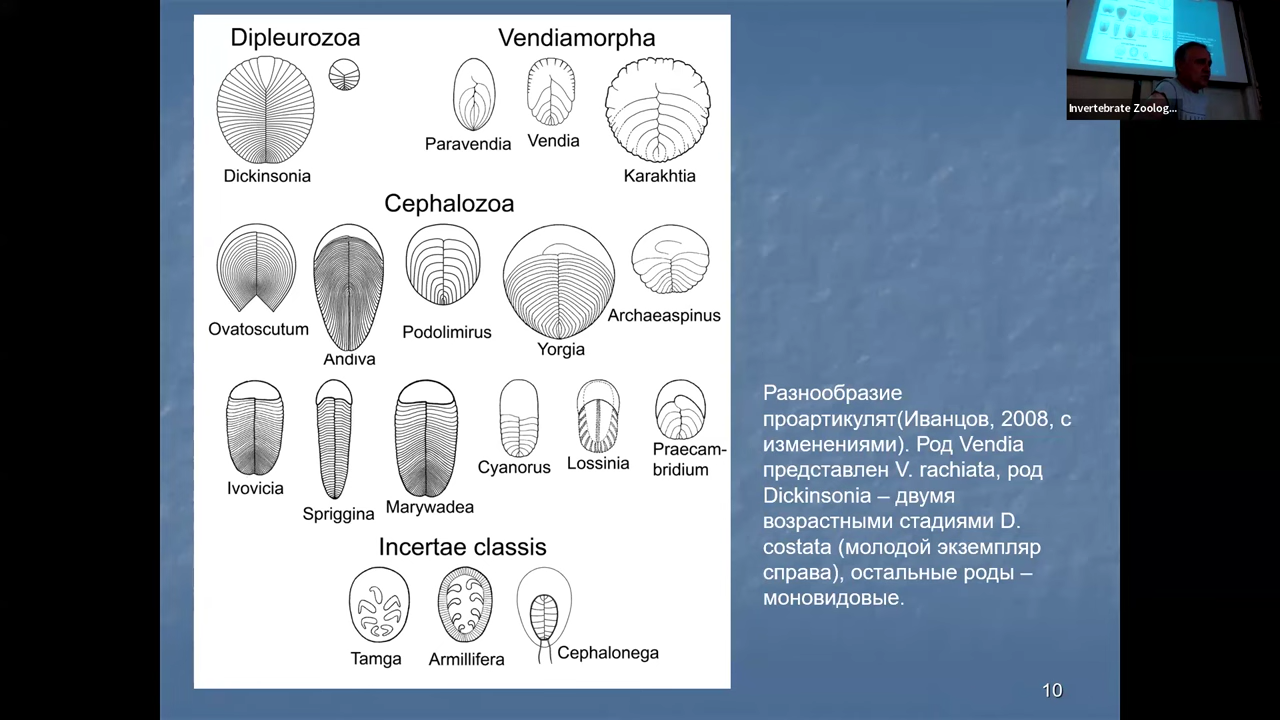 Dipleurozoa
Vendiamorpha
Dickinsonia
Paravendia
Vendia
Karakhtia
Cephalozoa
Ovatoscutum
Andiva
Podolimirus
Yorgia
Archaeaspinus
Ivovicia
Spriggina
Marywadea
Cyanorus
Lossinia
Praecam-
bridium
Incertae classis
Tamga
Armillifera
Cephalonega
Разнообразие
проартикулят(Иванцов, 2008, с
изменениями). Род Vendia
представлен V. rachiata, род
Dickinsonia – двумя
возрастными стадиями D.
costata (молодой экземпляр
справа), остальные роды –
моновидовые.
10
Invertebrate Zoolog...